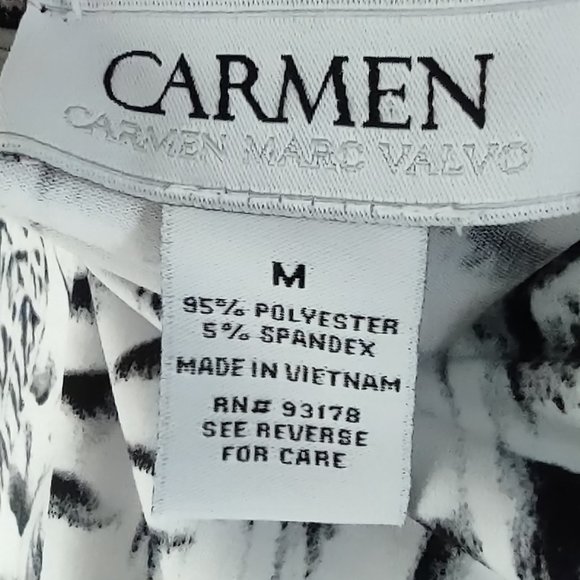 CARMEN
CARMEN MARC VALVO
M
95% POLYESTER
5% SPANDEX
MADE IN VIETNAM
RN# 93178
SEE REVERSE
FOR CARE